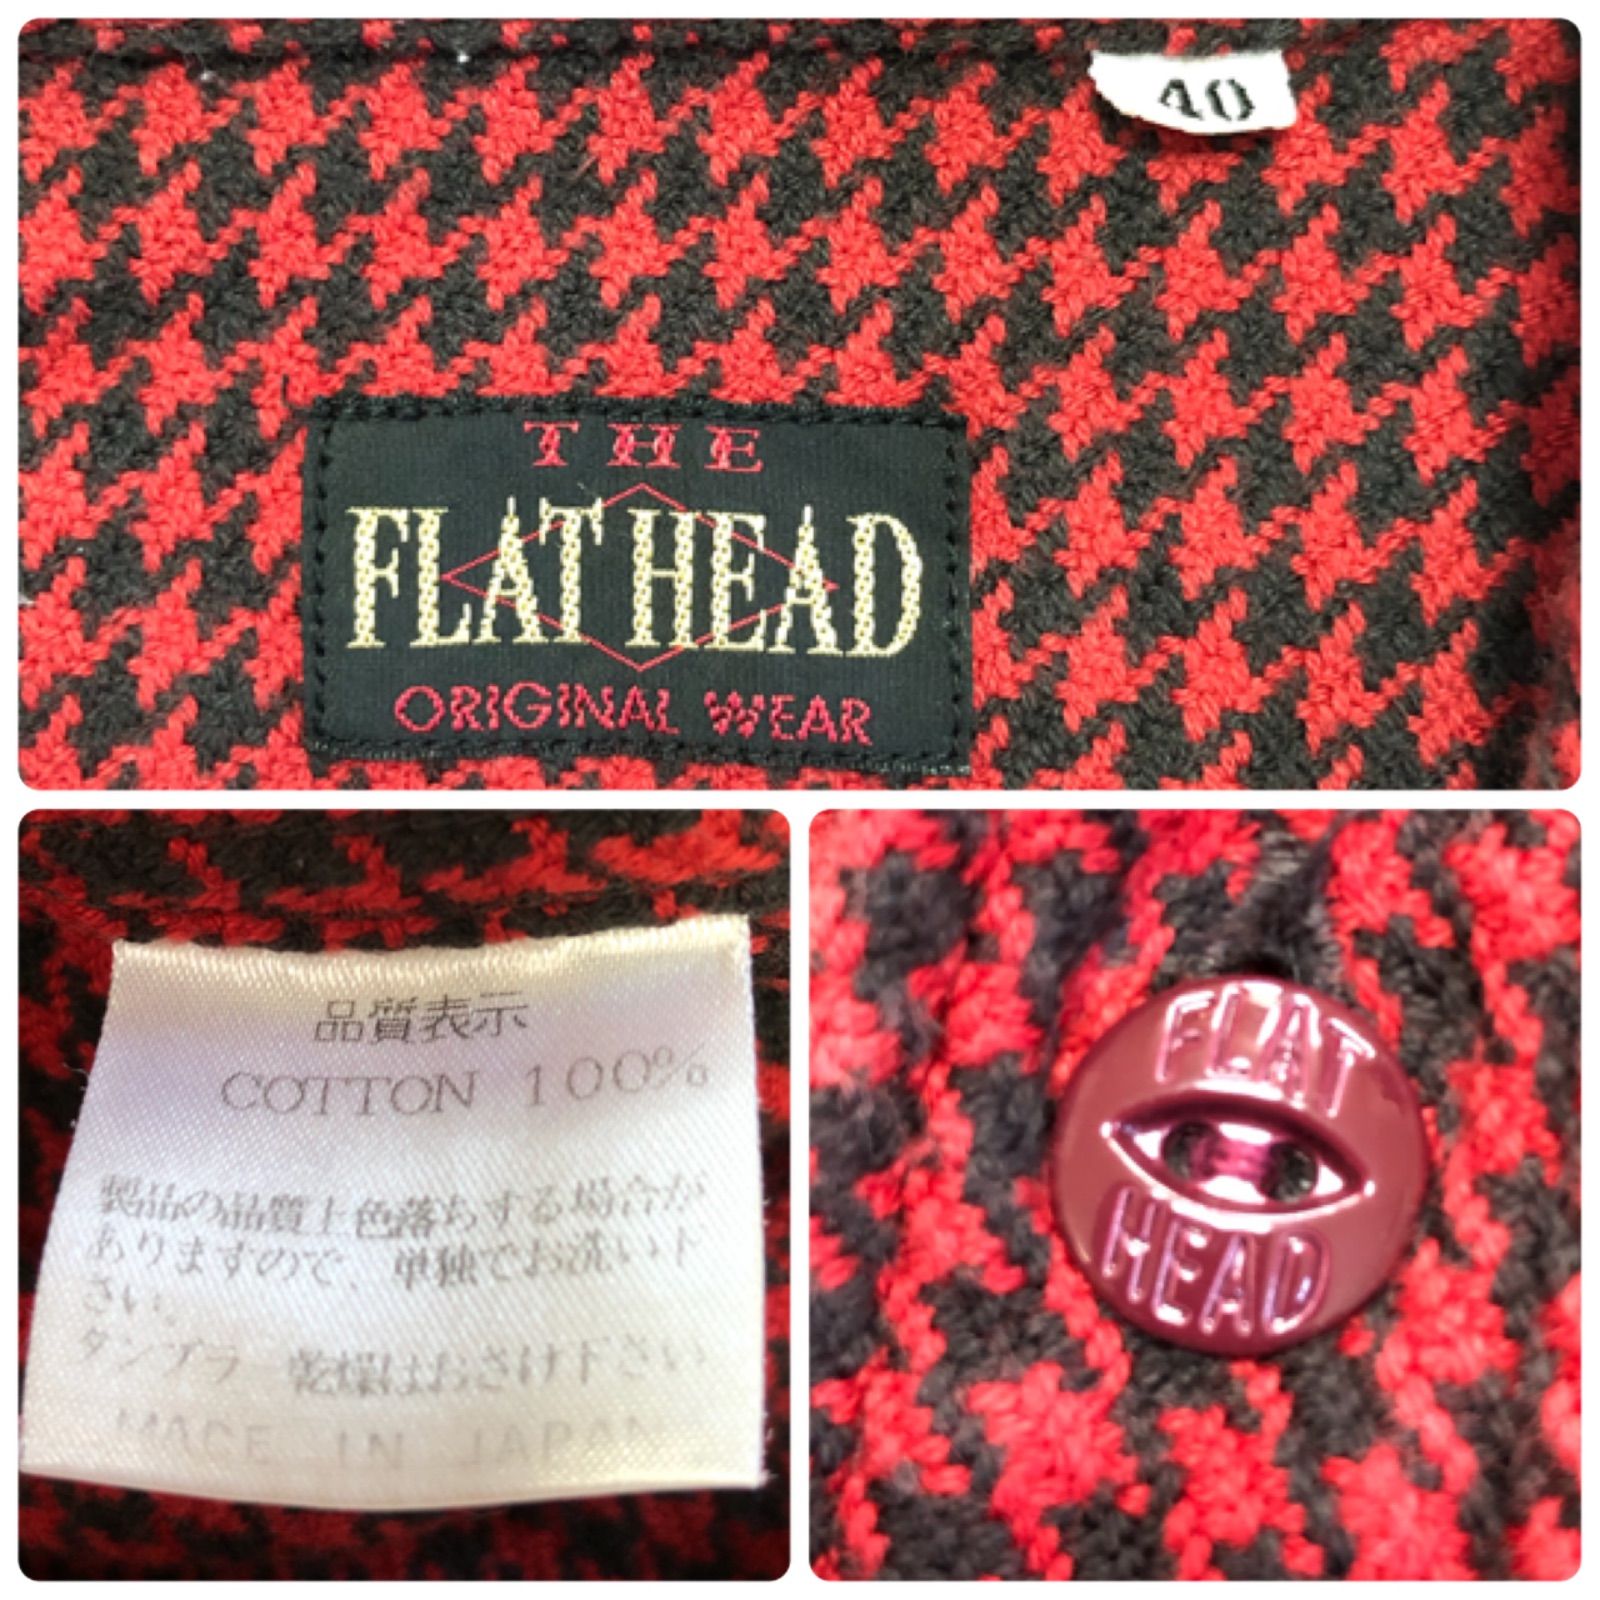 40
THE
FLAT HEAD
ORIGINAL WEAR
品質表示
COTTON 100%
製品の品質上色落ちする場合が
ありますので、単独でお洗い下
さい。
タンブラー乾燥はおさけ下さい
MADE IN JAPAN
FLAT
HEAD